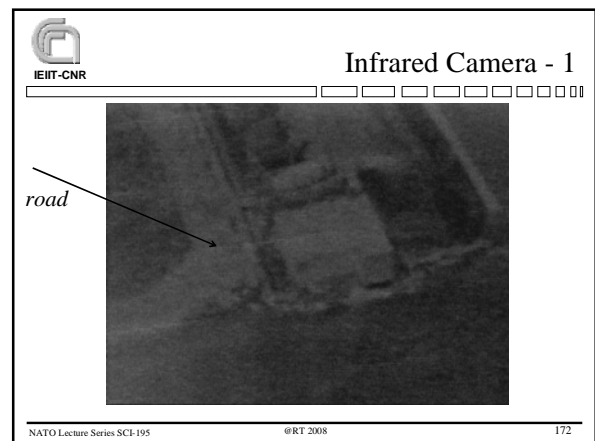 IEIIT-CNR
Infrared Camera - 1
road
NATO Lecture Series SCI-195 @RT 2008 172